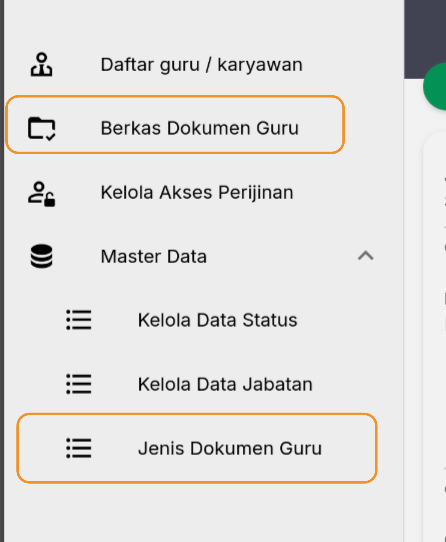 Daftar guru / karyawan
Berkas Dokumen Guru
Kelola Akses Perijinan
Master Data
Kelola Data Status
Kelola Data Jabatan
Jenis Dokumen Guru